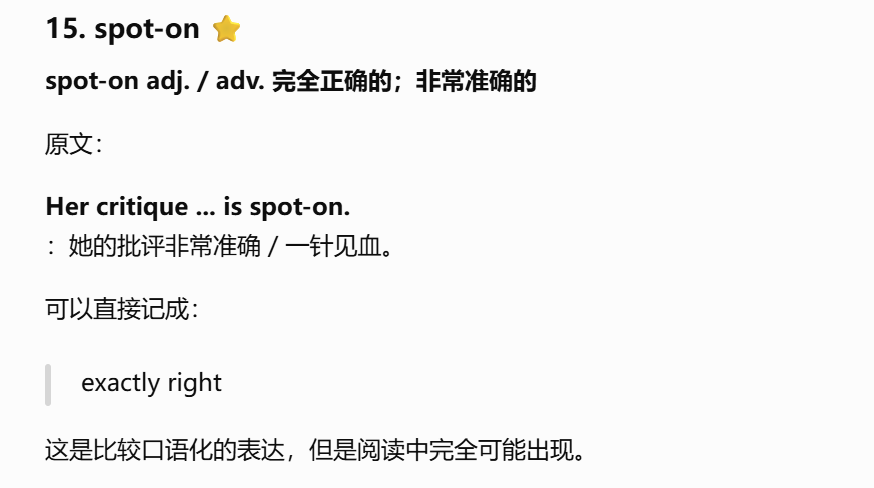 15. spot-on ⭐
spot-on adj. / adv. 完全正确的；非常准确的
原文：
Her critique ... is spot-on.
：她的批评非常准确 / 一针见血。
可以直接记成：
exactly right
这是比较口语化的表达，但是阅读中完全可能出现。